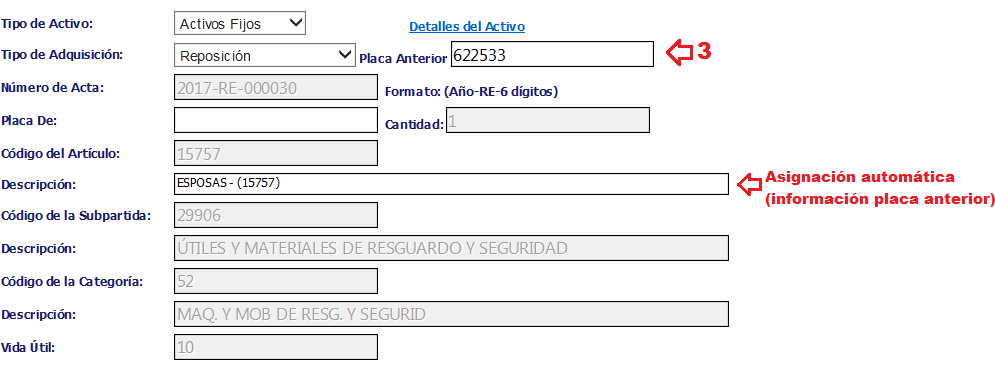 Tipo de Activo: Activos Fijos Detalles del Activo
Tipo de Adquisición: Reposición Placa Anterior 622533 3
Número de Acta: 2017-RE-000030 Formato: (Año-RE-6 dígitos)
Placa De: Cantidad: 1
Código del Artículo: 15757
Descripción: ESPOSAS - (15757) Asignación automática
(información placa anterior)
Código de la Subpartida: 29906
Descripción: ÚTILES Y MATERIALES DE RESGUARDO Y SEGURIDAD
Código de la Categoría: 52
Descripción: MAQ. Y MOB DE RESG. Y SEGURID
Vida Útil: 10